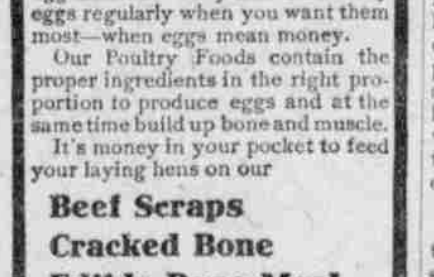 eggs regularly when you want them
most—when eggs mean money.
Our Poultry Foods contain the
proper ingredients in the right pro-
portion to produce eggs and at the
same time build up bone and muscle.
It's money in your pocket to feed
your laying hens on our
Beef Scraps
Cracked Bone